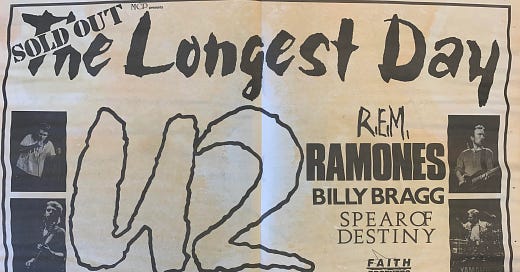 SOLD OUT
MCP presents
The Longest Day
U2
R.E.M.
RAMONES
BILLY BRAGG
SPEAR OF
DESTINY
FAITH